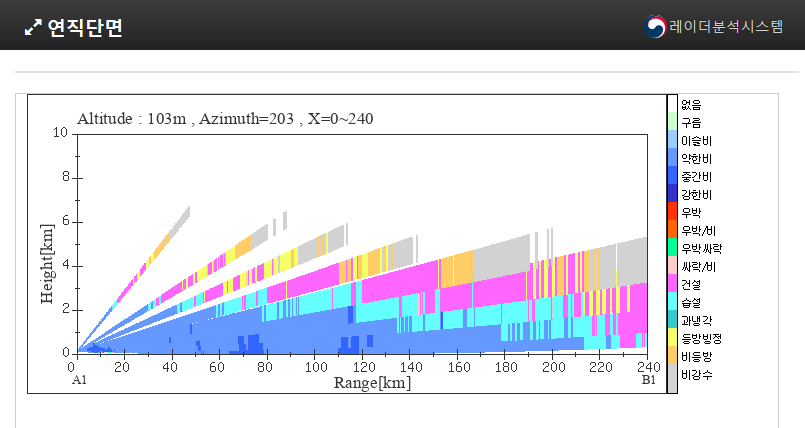 연직단면
레이더분석시스템
Altitude : 103m , Azimuth=203 , X=0~240
10
8
6
4
2
0
Height[km]
0 20 40 60 80 100 120 140 160 180 200 220 240
A1 Range[km] B1
없음
구름
이슬비
약한비
중간비
강한비
우박
우박/비
우박싸락
싸락/비
건설
습설
과냉각
등방빙정
비등방
비강수